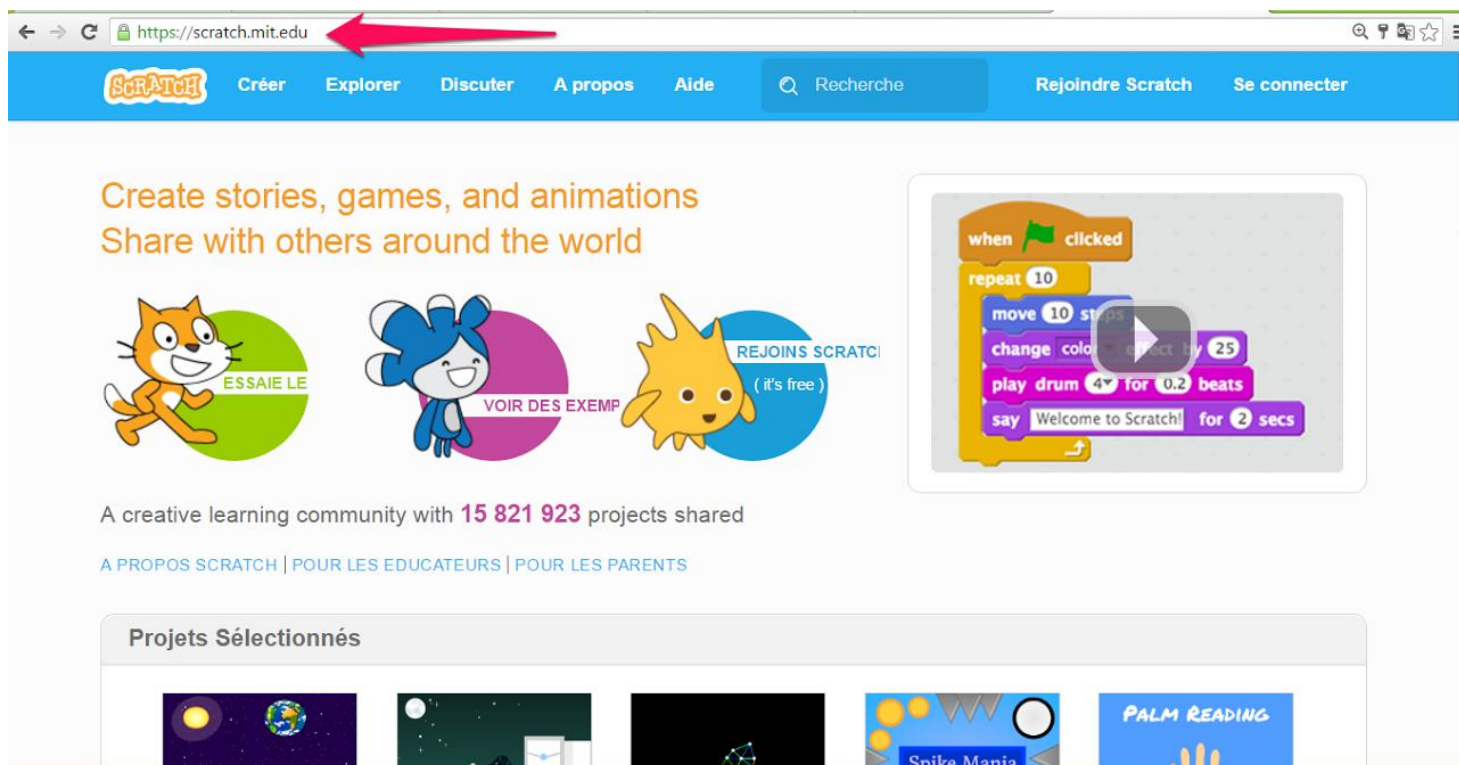 https://scratch.mit.edu
SCRATCH Créer Explorer Discuter A propos Aide Recherche Rejoindre Scratch Se connecter
Create stories, games, and animations
Share with others around the world
ESSAIE LE
VOIR DES EXEMP
REJOINS SCRATC
( it's free )
when clicked
repeat 10
move 10 steps
change color effect by 25
play drum 4 for 0.2 beats
say Welcome to Scratch! for 2 secs
A creative learning community with 15 821 923 projects shared
A PROPOS SCRATCH | POUR LES EDUCATEURS | POUR LES PARENTS
Projets Sélectionnés
Spike Mania
PALM READING